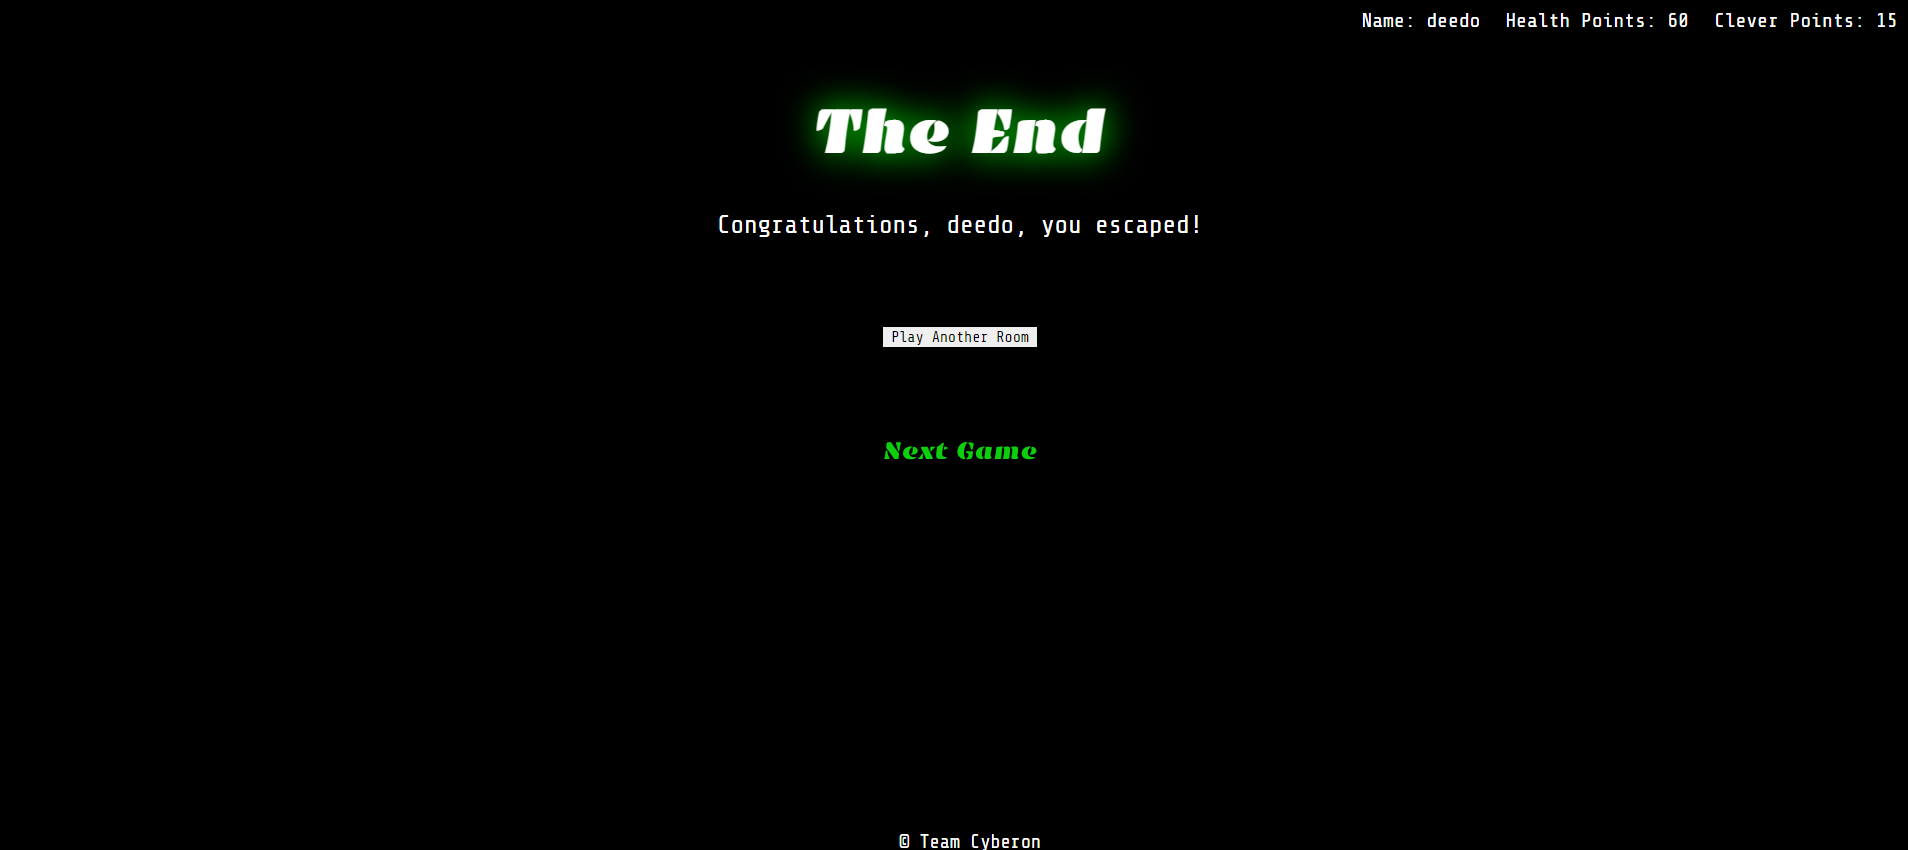 Name: deedo Health Points: 60 Clever Points: 15
The End
Congratulations, deedo, you escaped!
Play Another Room
Next Game
© Team Cyberon